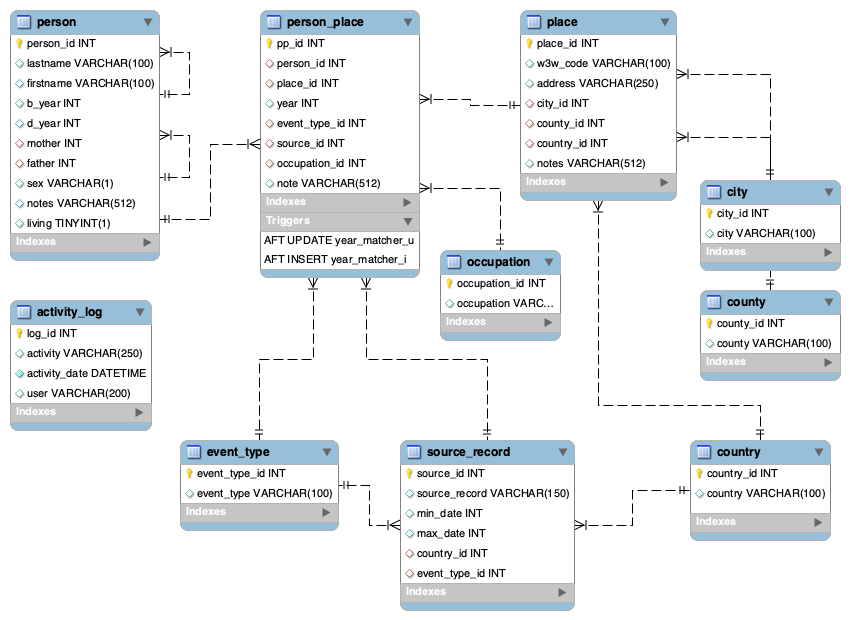 person
person_id INT
lastname VARCHAR(100)
firstname VARCHAR(100)
b_year INT
d_year INT
mother INT
father INT
sex VARCHAR(1)
notes VARCHAR(512)
living TINYINT(1)
Indexes
person_place
pp_id INT
person_id INT
place_id INT
year INT
event_type_id INT
source_id INT
occupation_id INT
note VARCHAR(512)
Indexes
Triggers
AFT UPDATE year_matcher_u
AFT INSERT year_matcher_i
place
place_id INT
w3w_code VARCHAR(100)
address VARCHAR(250)
city_id INT
county_id INT
country_id INT
notes VARCHAR(512)
Indexes
city
city_id INT
city VARCHAR(100)
Indexes
occupation
occupation_id INT
occupation VARC...
Indexes
county
county_id INT
county VARCHAR(100)
Indexes
activity_log
log_id INT
activity VARCHAR(250)
activity_date DATETIME
user VARCHAR(200)
Indexes
event_type
event_type_id INT
event_type VARCHAR(100)
Indexes
source_record
source_id INT
source_record VARCHAR(150)
min_date INT
max_date INT
country_id INT
event_type_id INT
Indexes
country
country_id INT
country VARCHAR(100)
Indexes